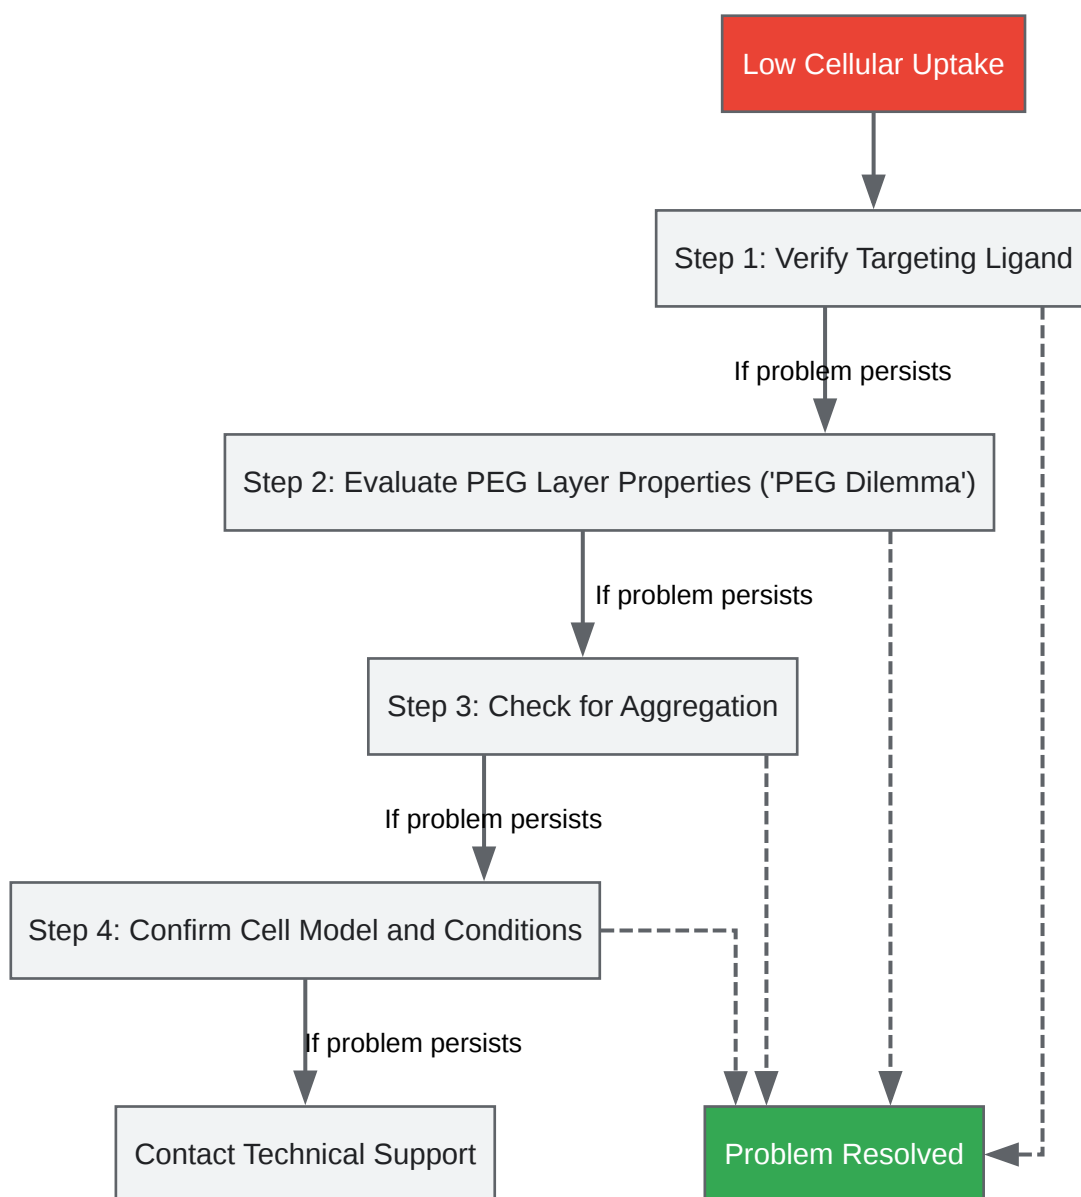 Low Cellular Uptake
Step 1: Verify Targeting Ligand
If problem persists
Step 2: Evaluate PEG Layer Properties ('PEG Dilemma')
If problem persists
Step 3: Check for Aggregation
If problem persists
Step 4: Confirm Cell Model and Conditions
If problem persists
Contact Technical Support
Problem Resolved